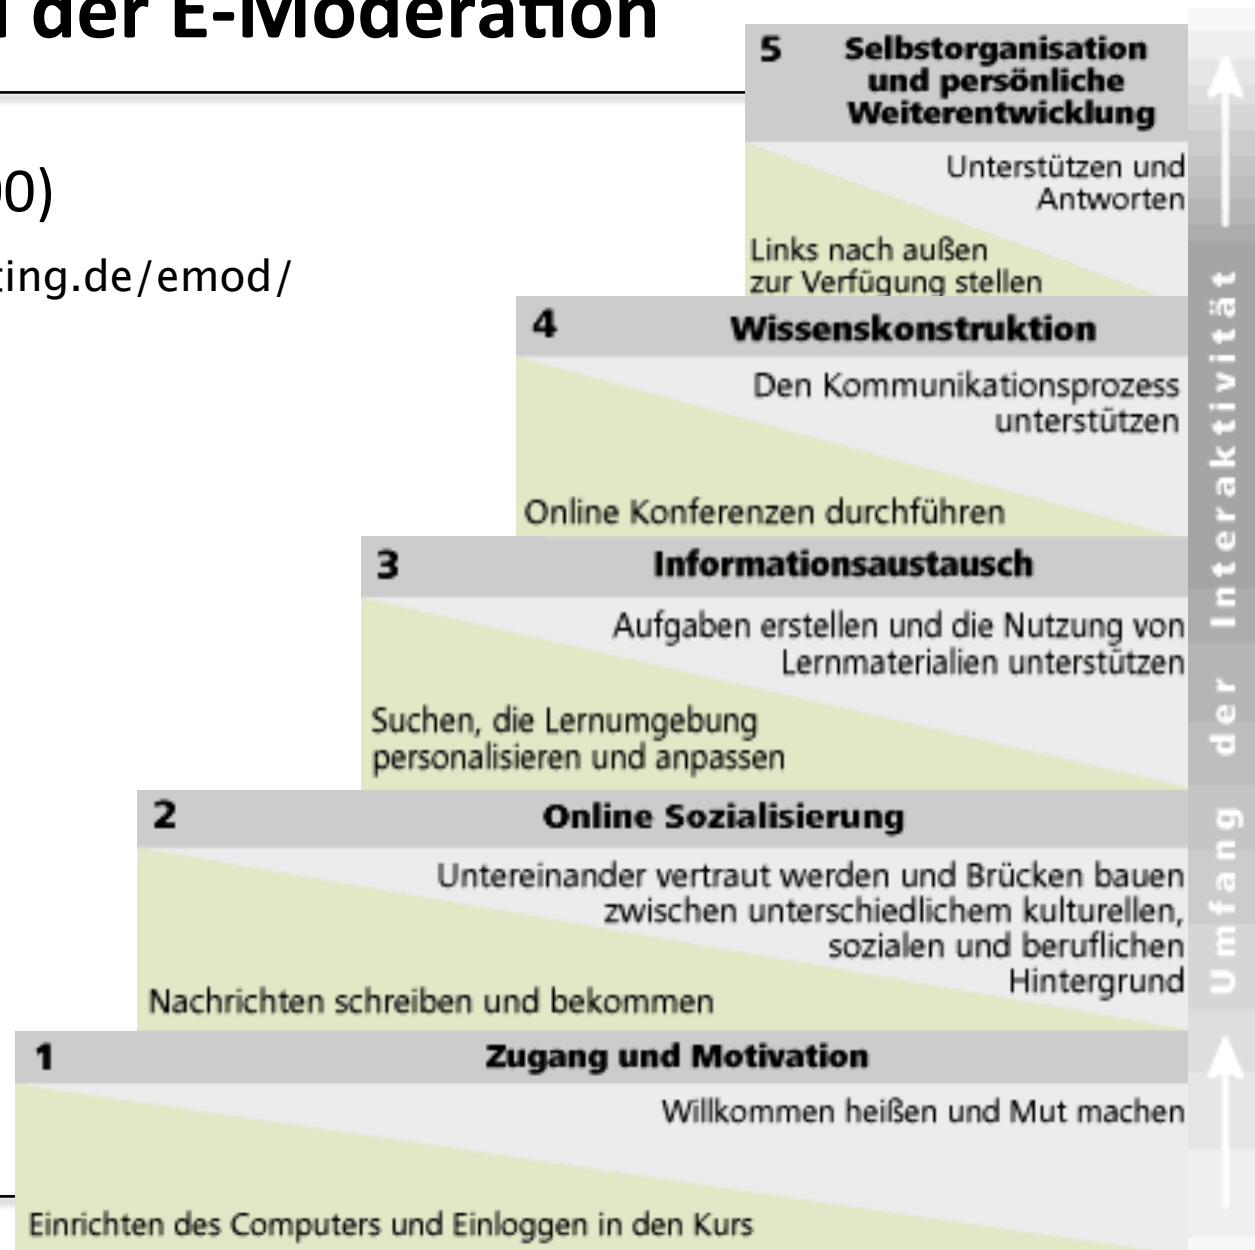 der E-Moderation
00)
ting.de/emod/
5 Selbstorganisation
und persönliche
Weiterentwicklung
Unterstützen und
Antworten
Links nach außen
zur Verfügung stellen
4 Wissenskonstruktion
Den Kommunikationsprozess
unterstützen
Online Konferenzen durchführen
3 Informationsaustausch
Aufgaben erstellen und die Nutzung von
Lernmaterialien unterstützen
Suchen, die Lernumgebung
personalisieren und anpassen
2 Online Sozialisierung
Untereinander vertraut werden und Brücken bauen
zwischen unterschiedlichem kulturellen,
sozialen und beruflichen
Hintergrund
Nachrichten schreiben und bekommen
1 Zugang und Motivation
Willkommen heißen und Mut machen
Einrichten des Computers und Einloggen in den Kurs
Umfang der Interaktivität